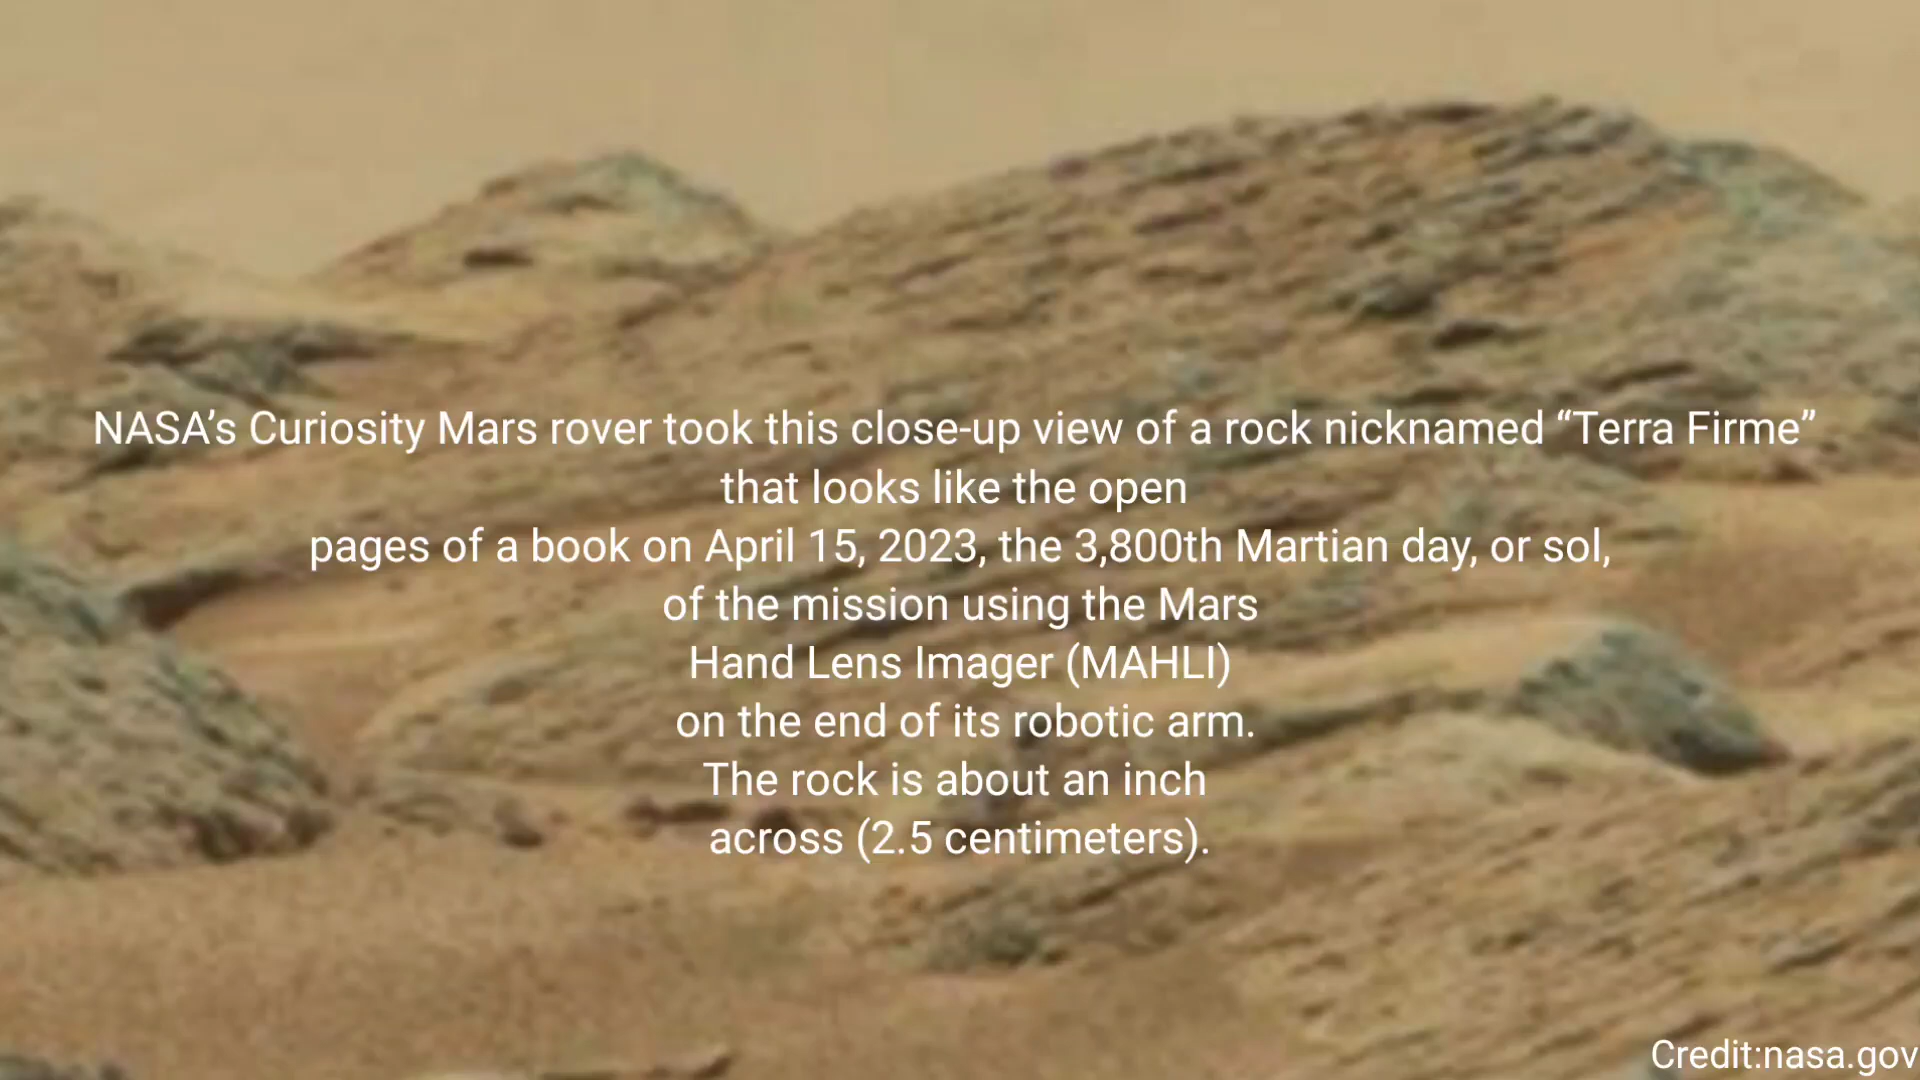 NASA’s Curiosity Mars rover took this close-up view of a rock nicknamed “Terra Firme”
that looks like the open
pages of a book on April 15, 2023, the 3,800th Martian day, or sol,
of the mission using the Mars
Hand Lens Imager (MAHLI)
on the end of its robotic arm.
The rock is about an inch
across (2.5 centimeters).
Credit:nasa.gov